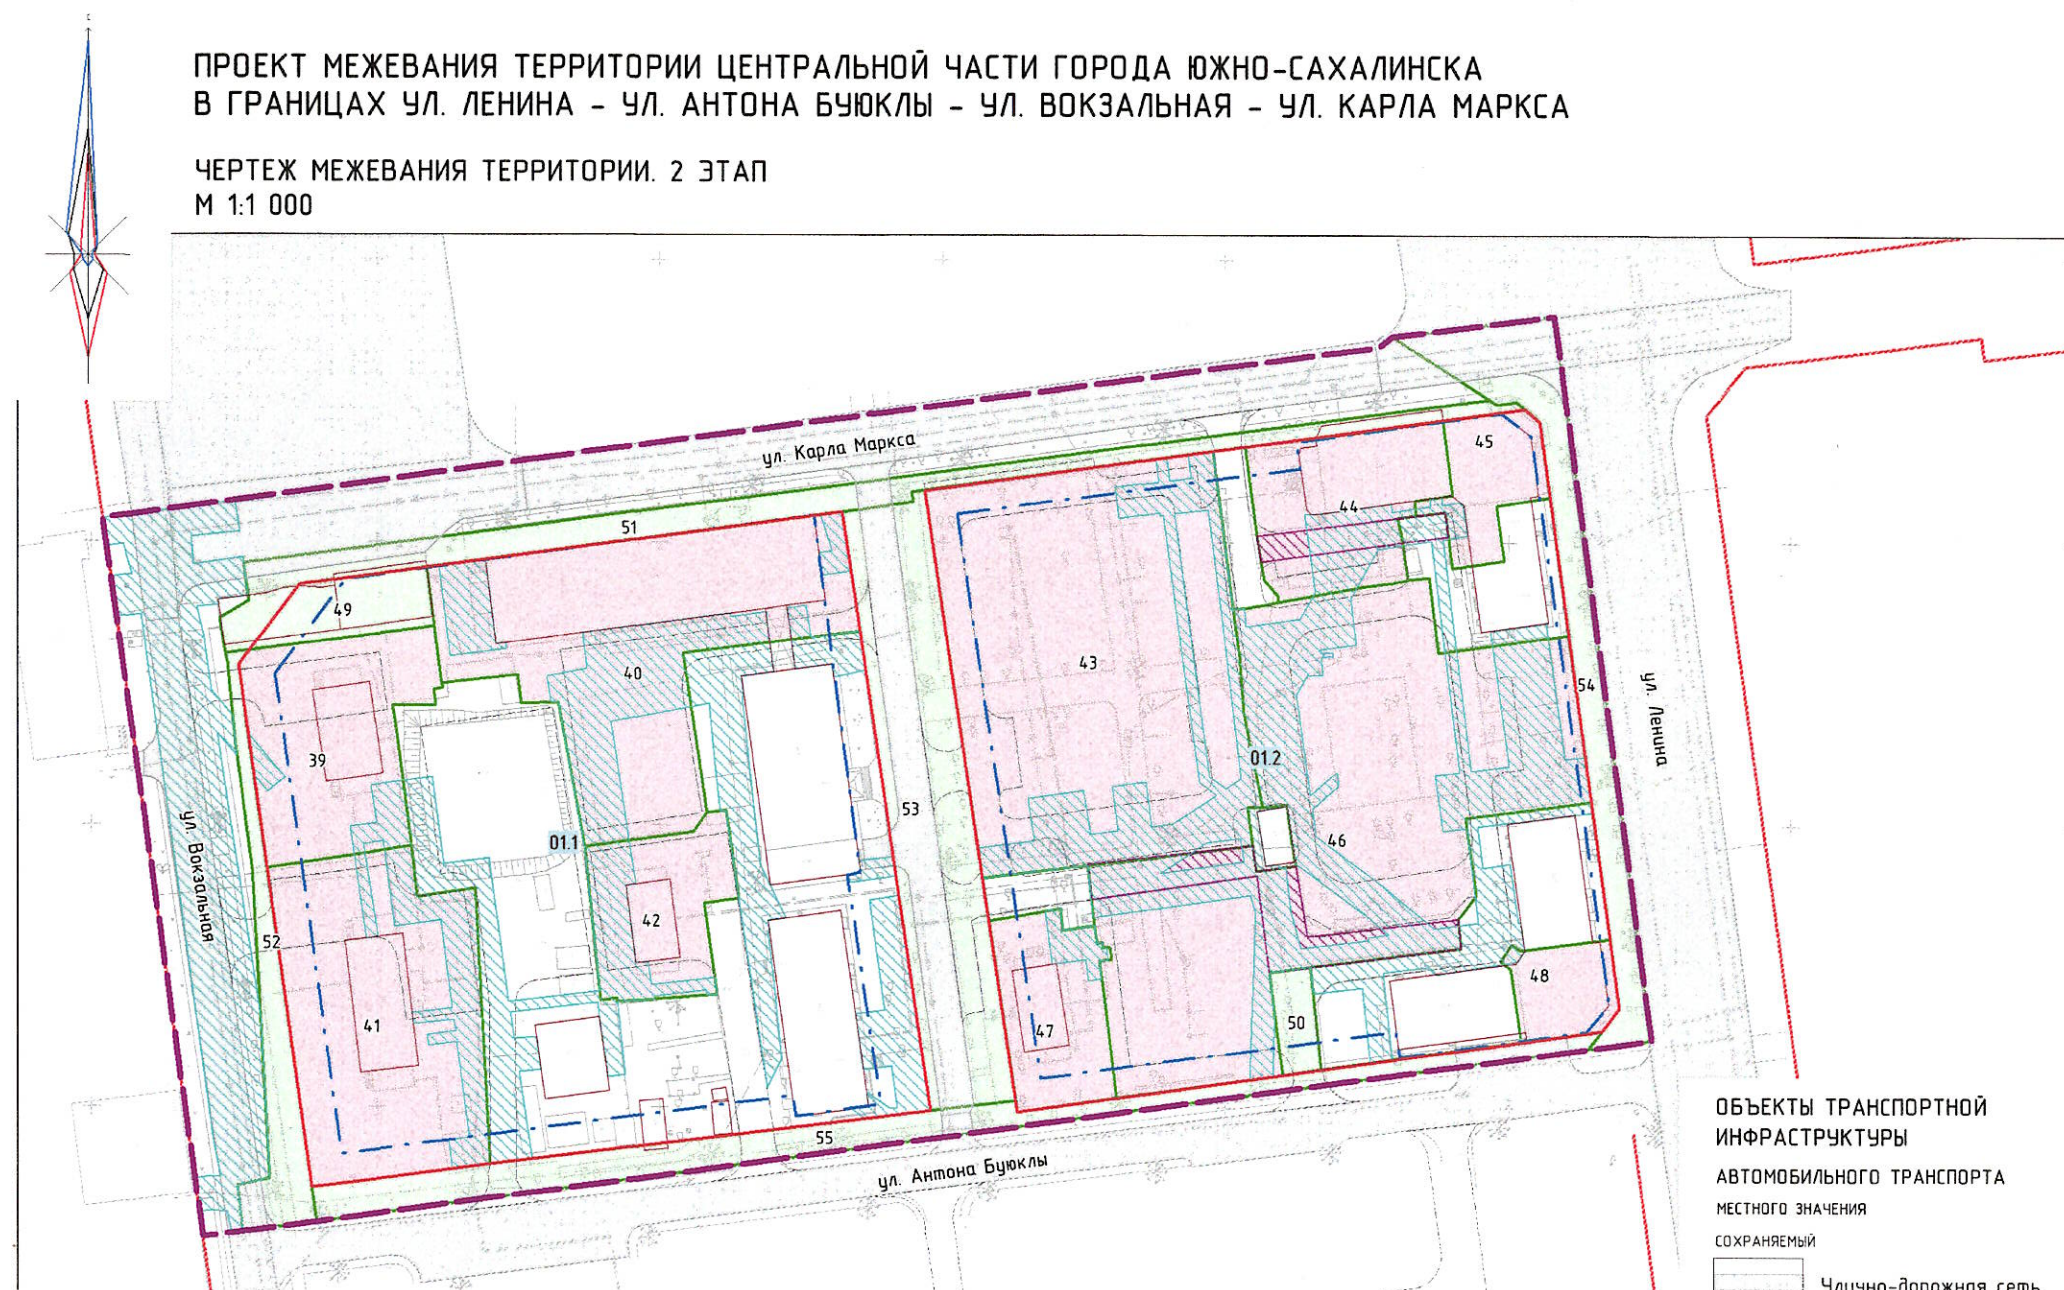 С
ПРОЕКТ МЕЖЕВАНИЯ ТЕРРИТОРИИ ЦЕНТРАЛЬНОЙ ЧАСТИ ГОРОДА ЮЖНО-САХАЛИНСКА
В ГРАНИЦАХ УЛ. ЛЕНИНА - УЛ. АНТОНА БУЮКЛЫ - УЛ. ВОКЗАЛЬНАЯ - УЛ. КАРЛА МАРКСА
ЧЕРТЕЖ МЕЖЕВАНИЯ ТЕРРИТОРИИ. 2 ЭТАП
М 1:1 000
ул. Карла Маркса
45
44
51
49
43
40
54
ул. Ленина
39
01.2
53
01.1
46
ул. Вокзальная
42
52
48
41
47
50
55
ул. Антона Буюклы
ОБЪЕКТЫ ТРАНСПОРТНОЙ
ИНФРАСТРУКТУРЫ
АВТОМОБИЛЬНОГО ТРАНСПОРТА
МЕСТНОГО ЗНАЧЕНИЯ
СОХРАНЯЕМЫЙ
Улично-дорожная сеть